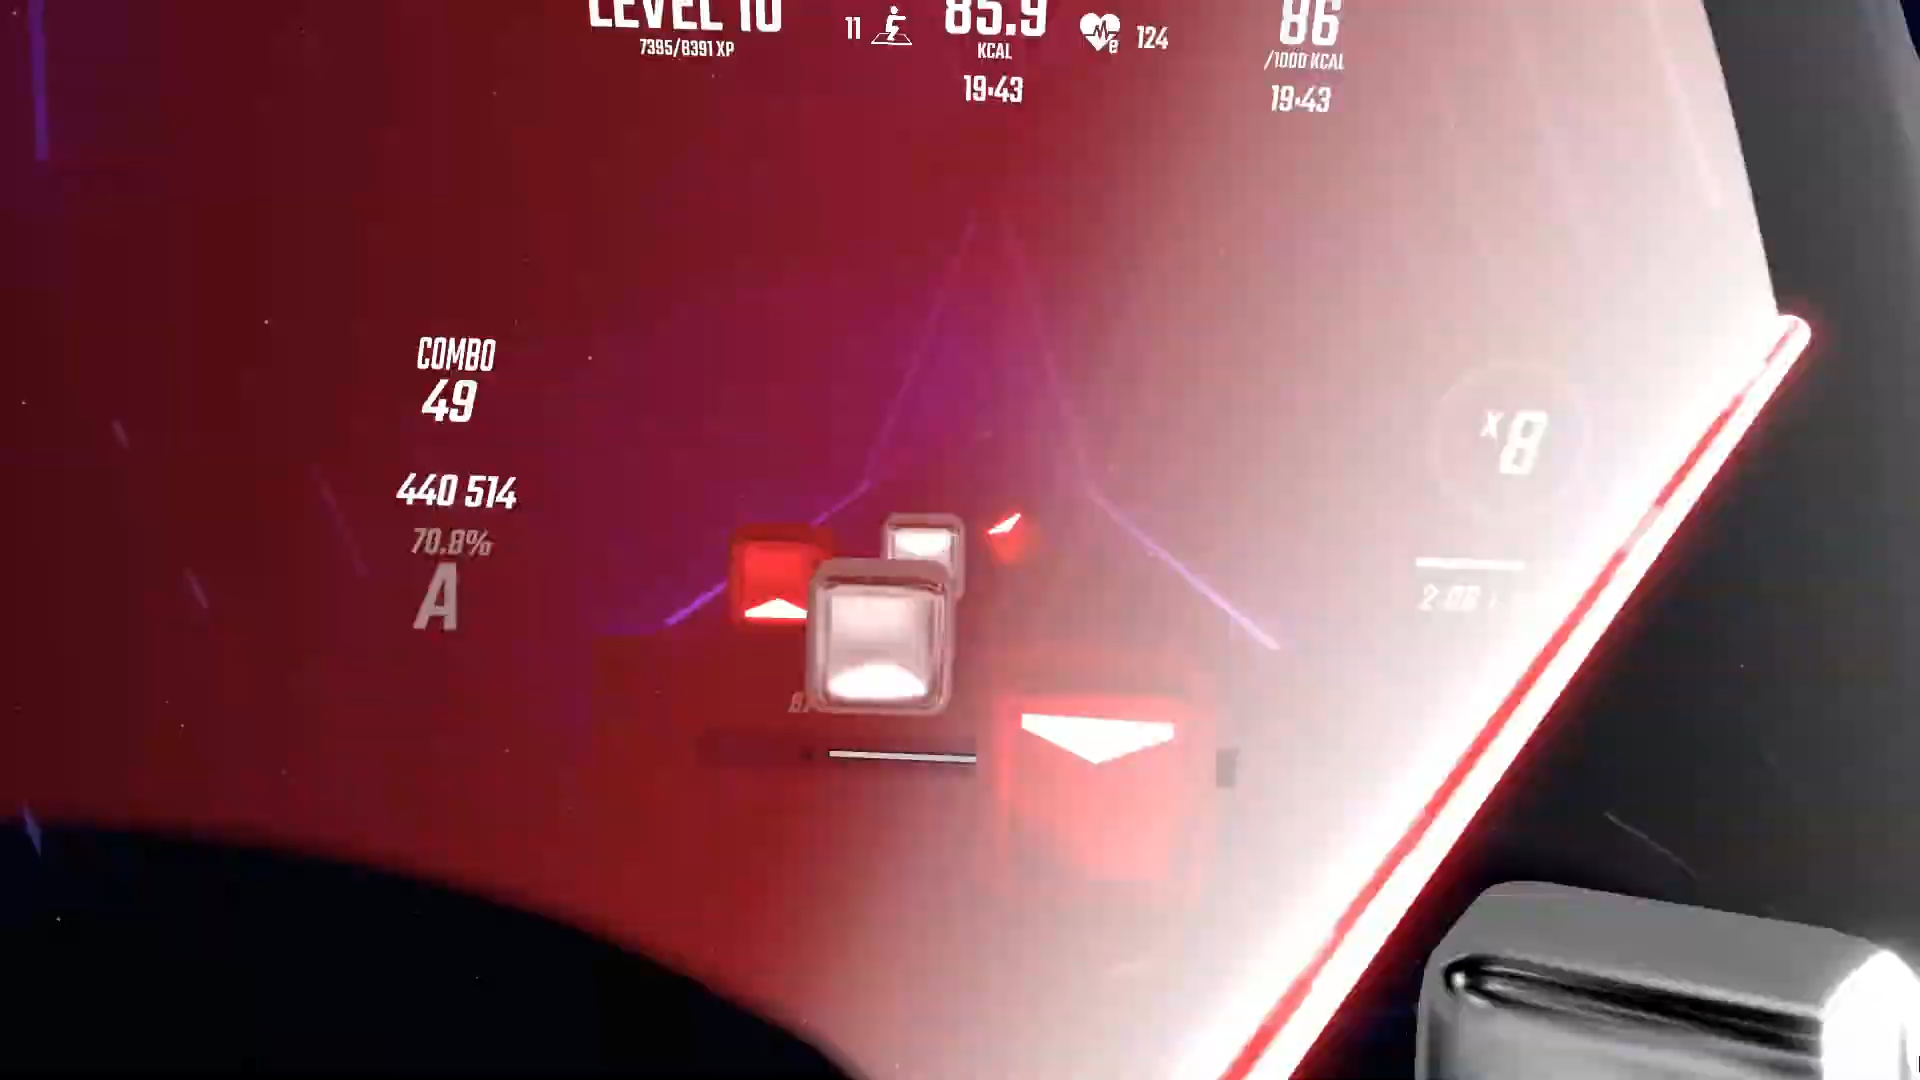 LEVEL 10
7395/8391 XP
11
85.9
KCAL
19:43
124
86
/1000 KCAL
19:43
COMBO
49
440 514
70.8%
A
x8